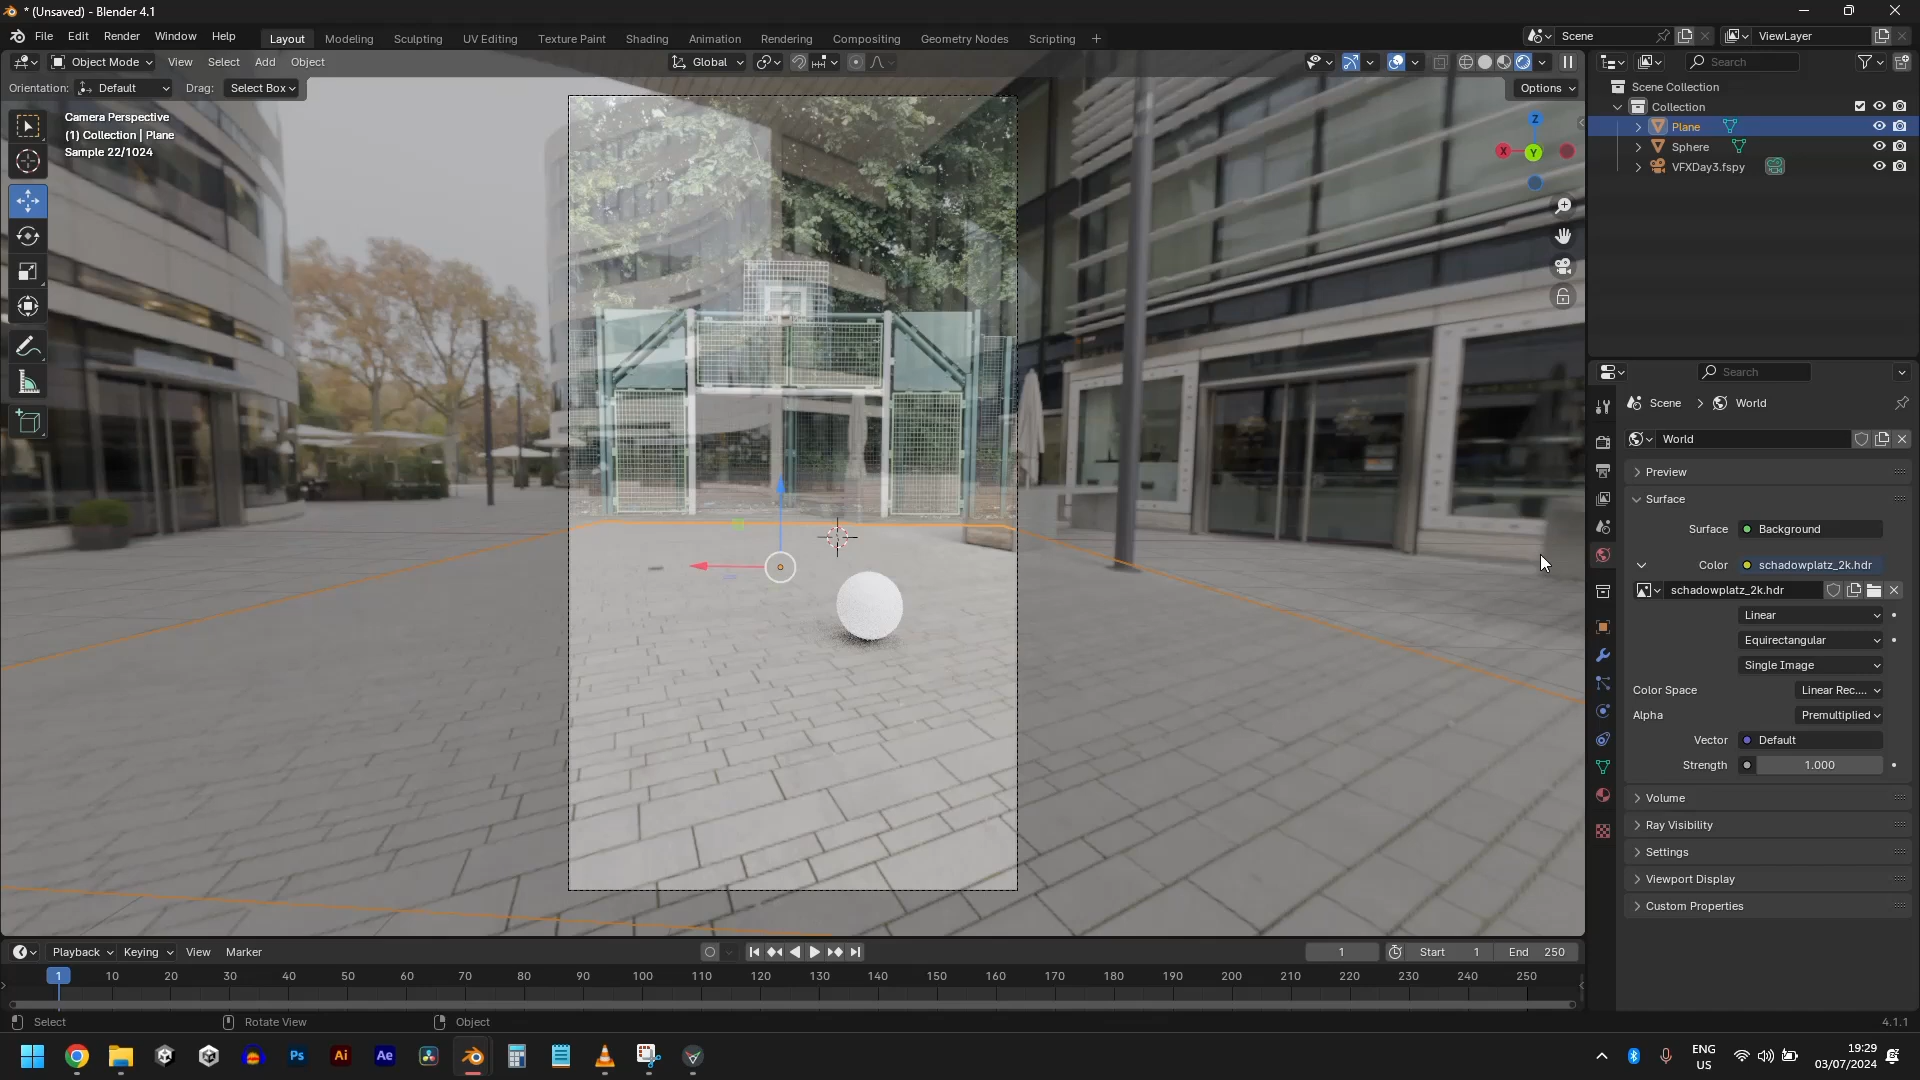 * (Unsaved) - Blender 4.1
File Edit Render Window Help
Layout Modeling Sculpting UV Editing Texture Paint Shading Animation Rendering Compositing Geometry Nodes Scripting +
Scene ViewLayer
Object Mode View Select Add Object Global
Orientation: Default Drag: Select Box Options
Camera Perspective
(1) Collection | Plane
Sample 22/1024
Z
X
Y
Search
Scene Collection
Collection
Plane
Sphere
VFXDay3.fspy
Search
Scene > World
World
Preview
Surface
Surface Background
Color schadowplatz_2k.hdr
schadowplatz_2k.hdr
Linear
Equirectangular
Single Image
Color Space Linear Rec....
Alpha Premultiplied
Vector Default
Strength 1.000
Volume
Ray Visibility
Settings
Viewport Display
Custom Properties
Playback Keying View Marker 1 Start 1 End 250
1 10 20 30 40 50 60 70 80 90 100 110 120 130 140 150 160 170 180 190 200 210 220 230 240 250
Select Rotate View Object 4.1.1
Ps Ai Ae
ENG
US
19:29
03/07/2024